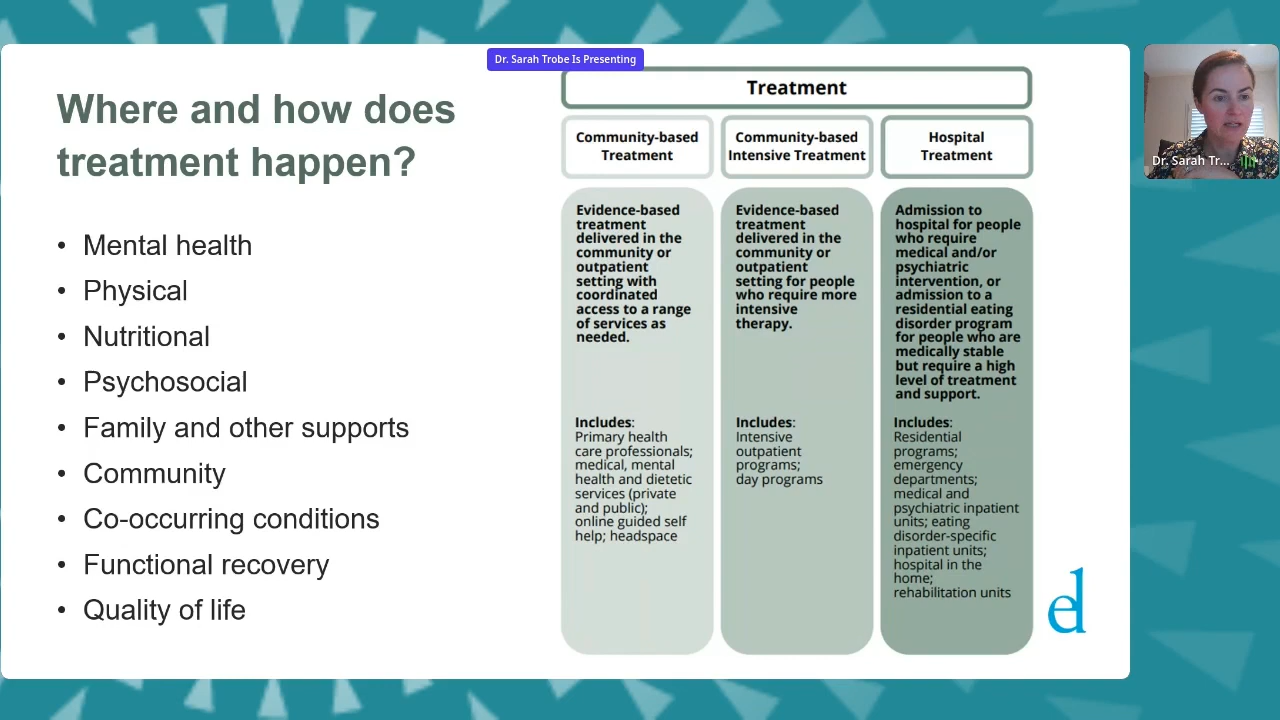 Dr. Sarah Trobe Is Presenting
Where and how does
treatment happen?
• Mental health
• Physical
• Nutritional
• Psychosocial
• Family and other supports
• Community
• Co-occurring conditions
• Functional recovery
• Quality of life
Treatment
Community-based
Treatment
Evidence-based
treatment
delivered in the
community or
outpatient
setting with
coordinated
access to a range
of services as
needed.
Includes:
Primary health
care professionals;
medical, mental
health and dietetic
services (private
and public);
online guided self
help; headspace
Community-based
Intensive Treatment
Evidence-based
treatment
delivered in the
community or
outpatient
setting for people
who require more
intensive
therapy.
Includes:
Intensive
outpatient
programs;
day programs
Hospital
Treatment
Admission to
hospital for people
who require
medical and/or
psychiatric
intervention, or
admission to a
residential eating
disorder program
for people who are
medically stable
but require a high
level of treatment
and support.
Includes:
Residential
programs;
emergency
departments;
medical and
psychiatric inpatient
units; eating
disorder-specific
inpatient units;
hospital in the
home;
rehabilitation units
ed
Dr. Sarah Tr...